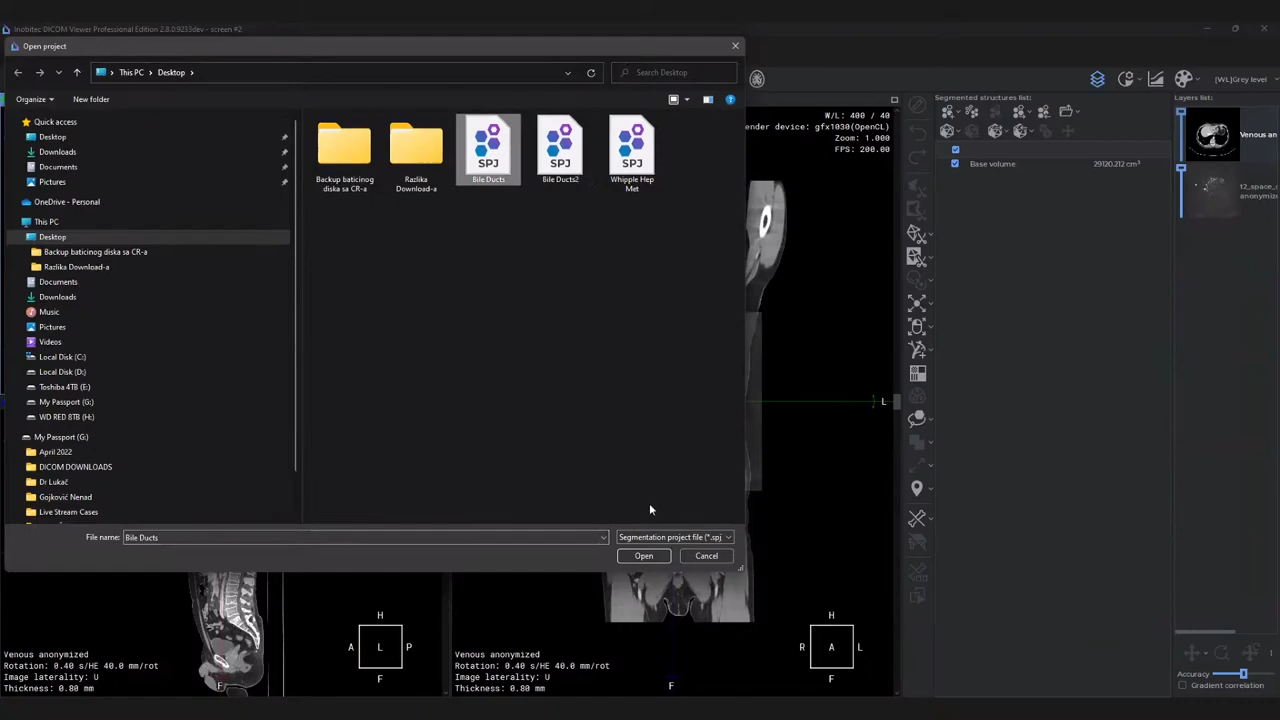 Inobitec DICOM Viewer Professional Edition 2.8.0.9233dev - screen #2
Open project
This PC
Desktop
Search Desktop
Organize
New folder
[WL]Grey level
Quick access
Desktop
Downloads
Documents
Pictures
OneDrive - Personal
This PC
Desktop
Backup baticinog diska sa CR-a
Razlika Download-a
Documents
Downloads
Music
Pictures
Videos
Local Disk (C:)
Local Disk (D:)
Toshiba 4TB (E:)
My Passport (G:)
WD RED 8TB (H:)
My Passport (G:)
April 2022
DICOM DOWNLOADS
Dr Lukač
Gojković Nenad
Live Stream Cases
SPJ
SPJ
SPJ
Backup baticinog
diska sa CR-a
Razlika
Download-a
Bile Ducts
Bile Ducts2
Whipple Hep
Met
File name:
Bile Ducts
Segmentation project file (*.spj
Open
Cancel
W/L: 400 / 40
ender device: gfx1030(OpenCL)
Zoom: 1.000
FPS: 200.00
L
Segmented structures list:
Base volume
29120.212 cm³
Layers list:
Venous an
t2_space_
anonymize
H
A
L
P
F
Venous anonymized
Rotation: 0.40 s/HE 40.0 mm/rot
Image laterality: U
Thickness: 0.80 mm
F
H
R
A
L
F
Venous anonymized
Rotation: 0.40 s/HE 40.0 mm/rot
Image laterality: U
Thickness: 0.80 mm
F
Accuracy
Gradient correlation